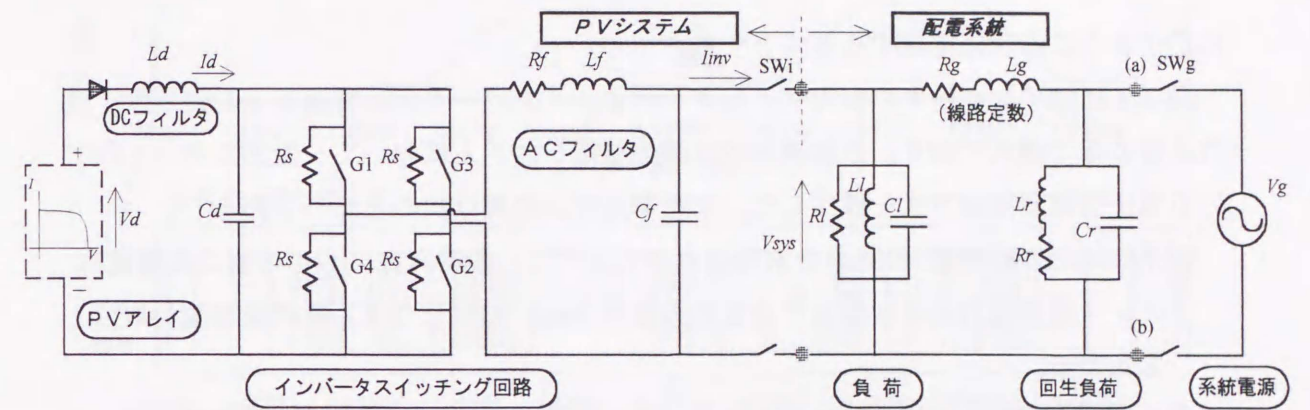 PVシステム
配電系統
Ld
Id
DCフィルタ
Rf
Lf
Iinv
SWi
ACフィルタ
Rg
Lg
(線路定数)
(a)
SWg
I
V
+
−
Vd
PVアレイ
Cd
Rs
G1
Rs
G3
Rs
G4
Rs
G2
Cf
Vsys
Rl
Ll
Cl
Lr
Rr
Cr
Vg
(b)
インバータスイッチング回路
負 荷
回生負荷
系統電源